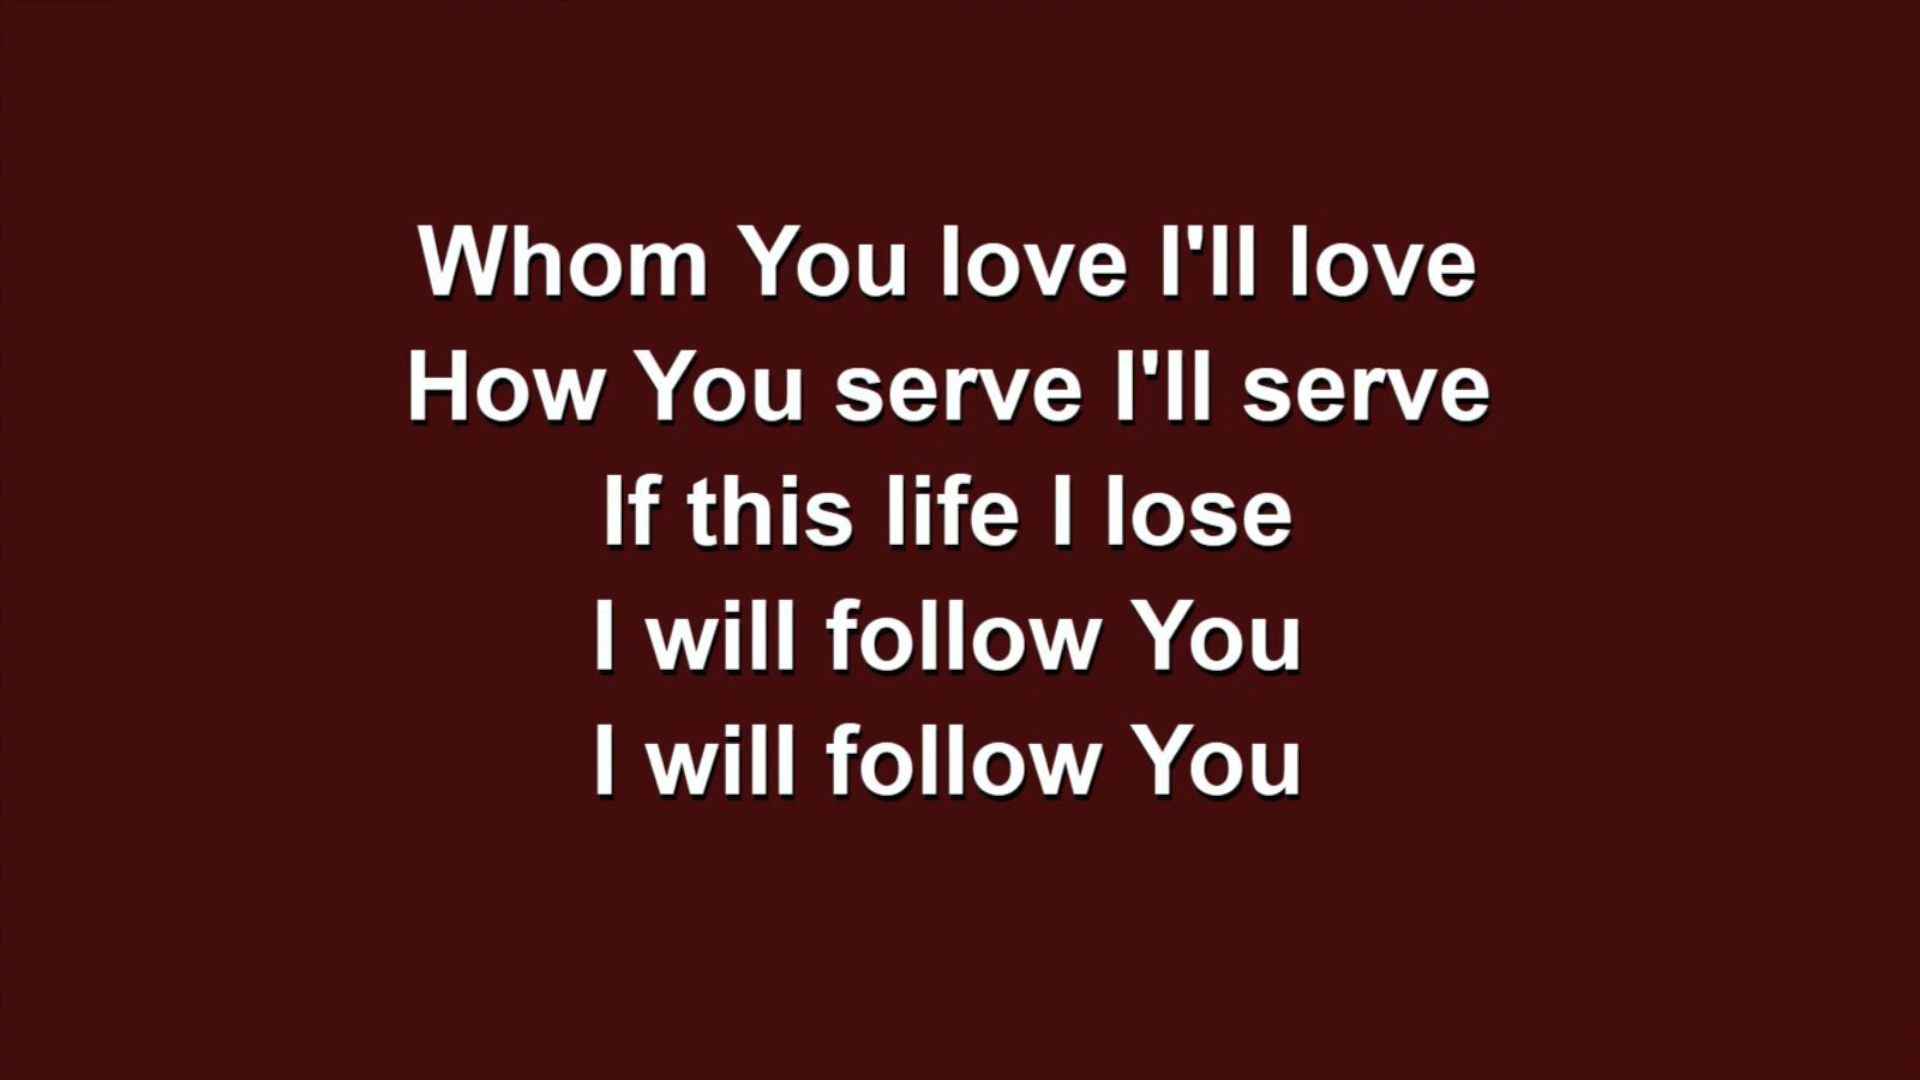 Whom You love I'll love
How You serve I'll serve
If this life I lose
I will follow You
I will follow You